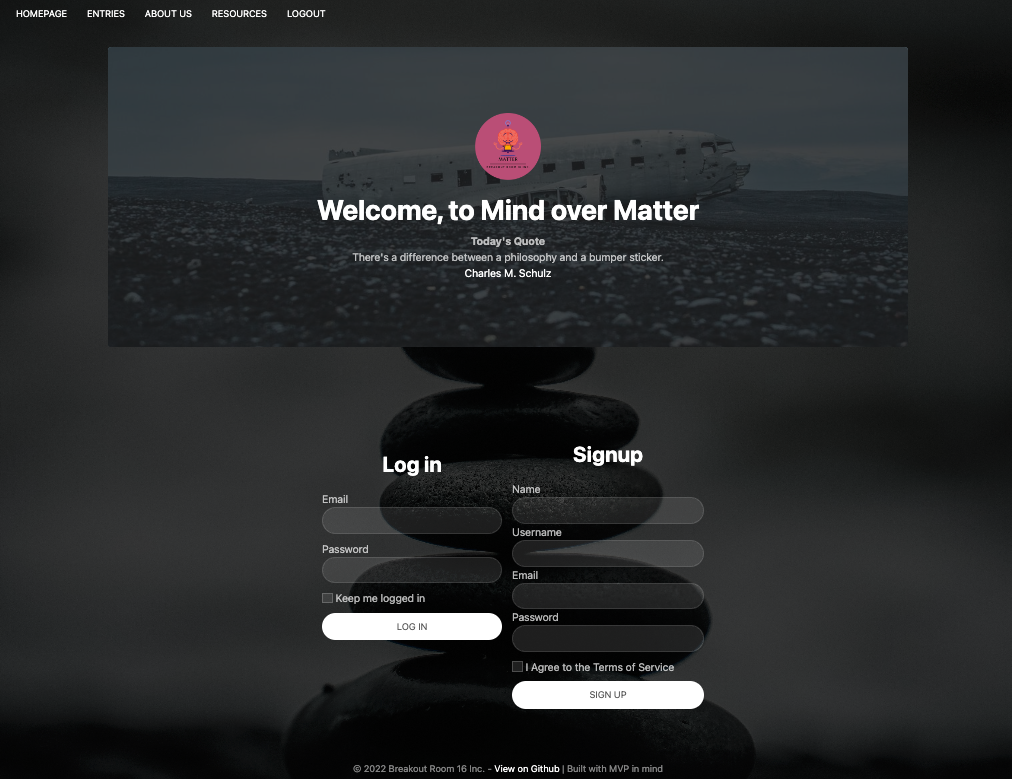 HOMEPAGE ENTRIES ABOUT US RESOURCES LOGOUT
MATTER
Welcome, to Mind over Matter
Today's Quote
There's a difference between a philosophy and a bumper sticker.
Charles M. Schulz
Log in
Email
Password
Keep me logged in
LOG IN
Signup
Name
Username
Email
Password
I Agree to the Terms of Service
SIGN UP
© 2022 Breakout Room 16 Inc. - View on Github | Built with MVP in mind